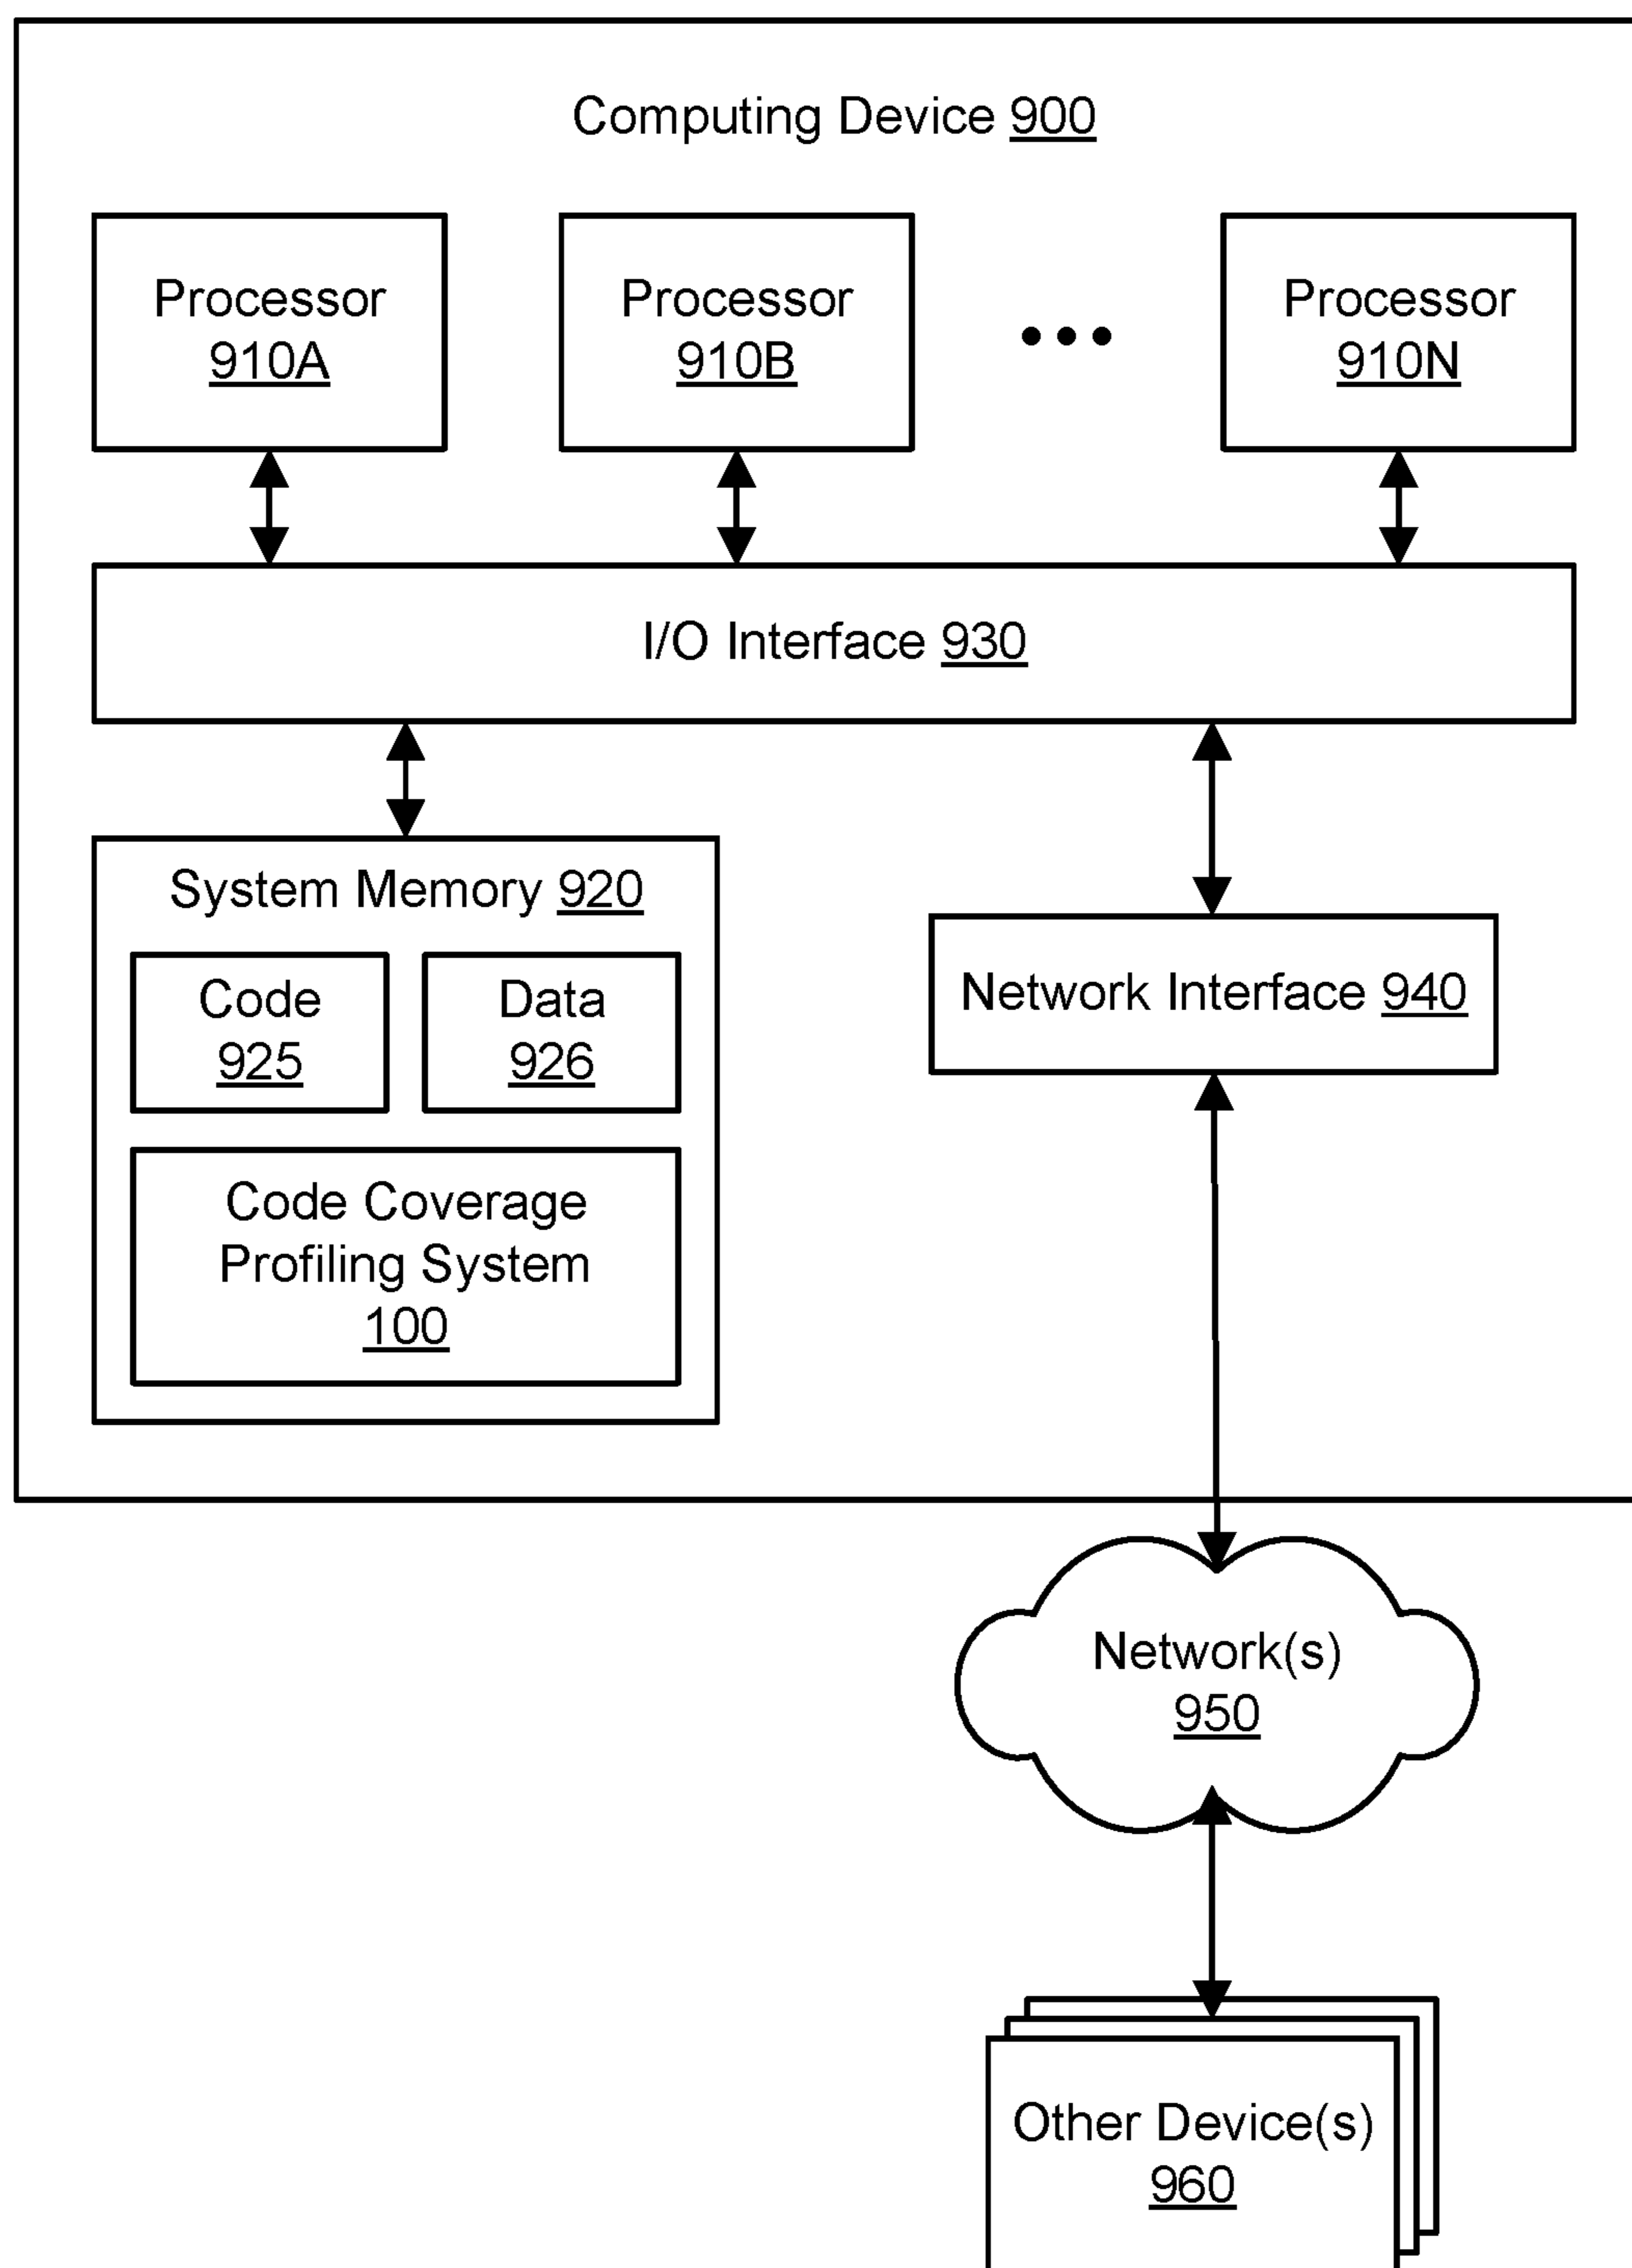 Computing Device 900
Processor
910A
Processor
910B
Processor
910N
I/O Interface 930
System Memory 920
Code
925
Data
926
Code Coverage
Profiling System
100
Network Interface 940
Network(s)
950
Other Device(s)
960